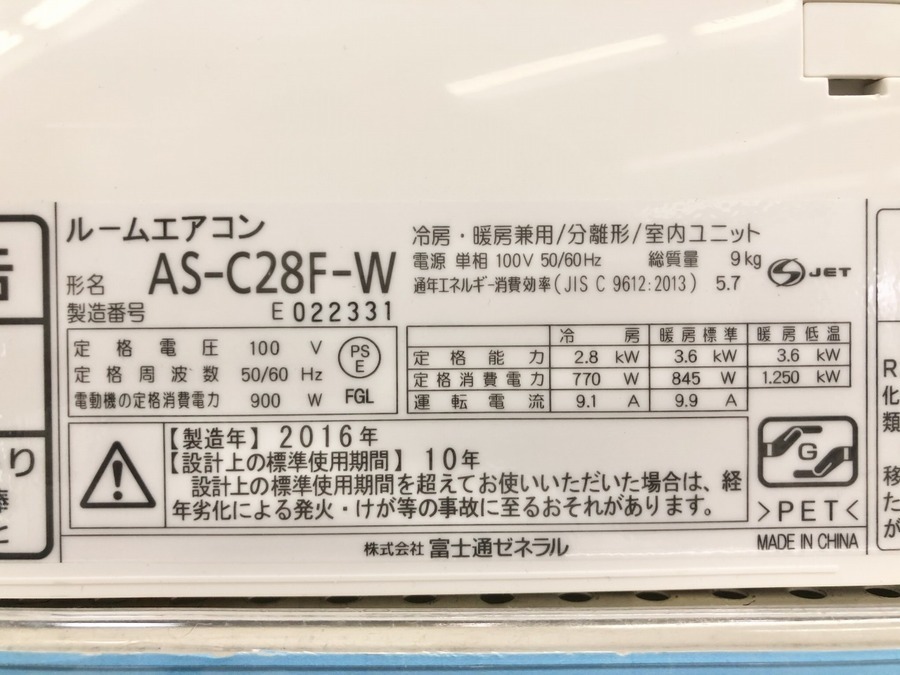 ルームエアコン
形名 AS-C28F-W
製造番号 E 022331
冷房・暖房兼用/分離形/室内ユニット
電源 単相 100V 50/60Hz 総質量 9kg
通年エネルギー消費効率(JIS C 9612:2013) 5.7
JET
定格電圧 100 V
定格周波数 50/60 Hz
電動機の定格消費電力 900 W
PS
E
FGL
冷房 暖房標準 暖房低温
定格能力 2.8 kW 3.6 kW 3.6 kW
定格消費電力 770 W 845 W 1.250 kW
運転電流 9.1 A 9.9 A
【製造年】2016年
【設計上の標準使用期間】10年
設計上の標準使用期間を超えてお使いいただいた場合は、経
年劣化による発火・けが等の事故に至るおそれがあります。
G
>PET<
株式会社 富士通ゼネラル
MADE IN CHINA
り
と
R
化
類
移
た
が